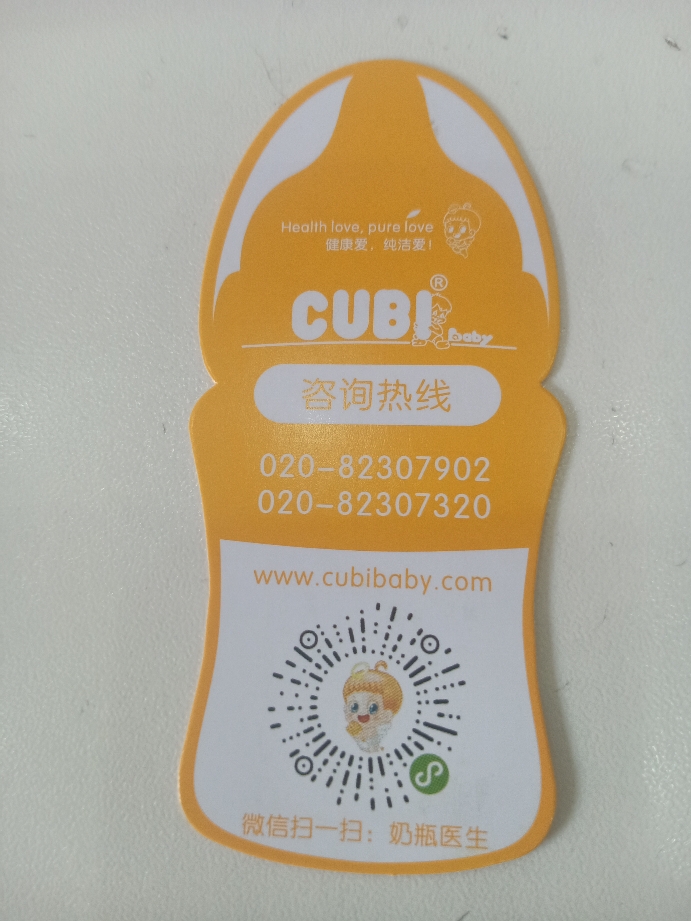 Health love, pure love
健康爱，纯洁爱！
CUBI®
baby
咨询热线
020-82307902
020-82307320
www.cubibaby.com
微信扫一扫：奶瓶医生